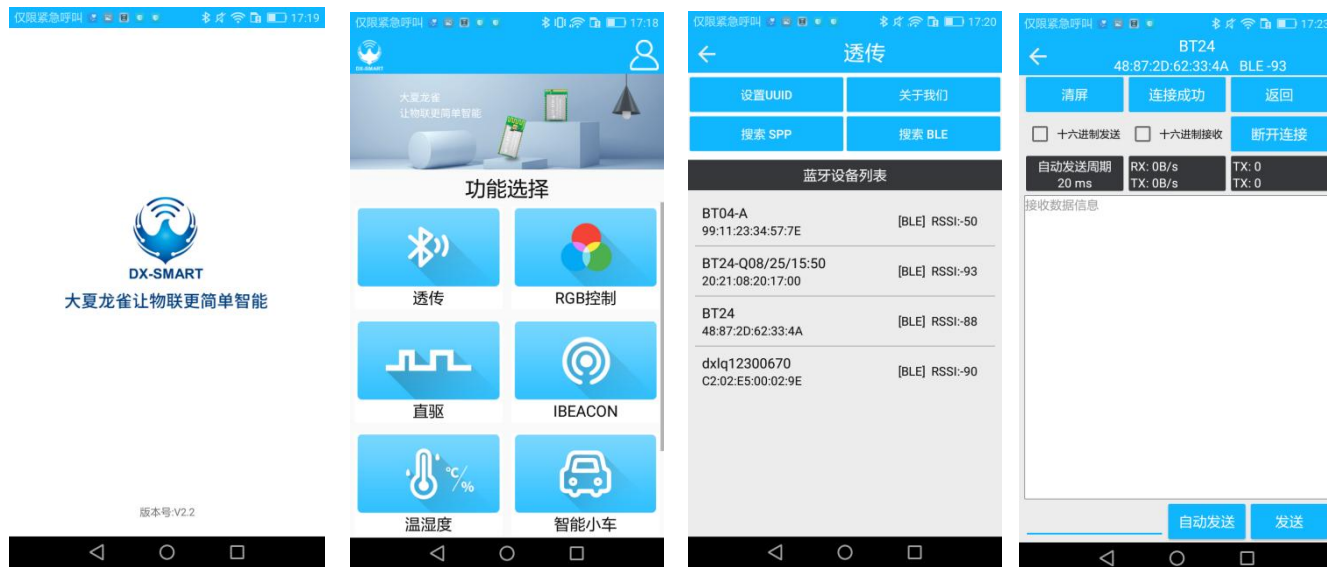 仅限紧急呼叫
17:19
DX-SMART
大夏龙雀让物联更简单智能
版本号:V2.2
仅限紧急呼叫
17:18
DX-SMART
大夏龙雀
让物联更简单智能
功能选择
透传
RGB控制
直驱
IBEACON
℃/%
温湿度
智能小车
仅限紧急呼叫
17:20
透传
设置UUID
关于我们
搜索 SPP
搜索 BLE
蓝牙设备列表
BT04-A
[BLE] RSSI:-50
99:11:23:34:57:7E
BT24-Q08/25/15:50
[BLE] RSSI:-93
20:21:08:20:17:00
BT24
[BLE] RSSI:-88
48:87:2D:62:33:4A
dxlq12300670
[BLE] RSSI:-90
C2:02:E5:00:02:9E
仅限紧急呼叫
17:23
BT24
48:87:2D:62:33:4A BLE -93
清屏
连接成功
返回
十六进制发送
十六进制接收
断开连接
自动发送周期
20 ms
RX: 0B/s
TX: 0B/s
TX: 0
TX: 0
接收数据信息
自动发送
发送